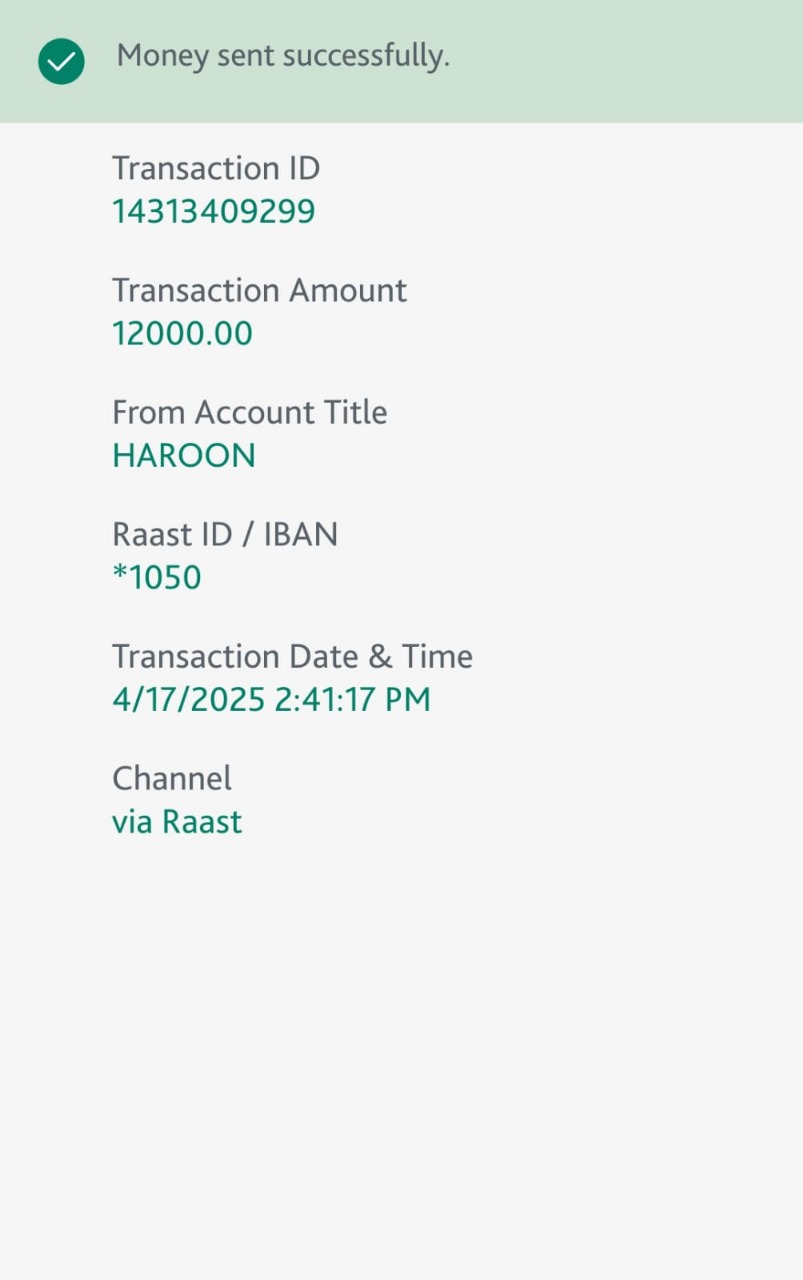 Money sent successfully.
Transaction ID
14313409299
Transaction Amount
12000.00
From Account Title
HAROON
Raast ID / IBAN
*1050
Transaction Date & Time
4/17/2025 2:41:17 PM
Channel
via Raast